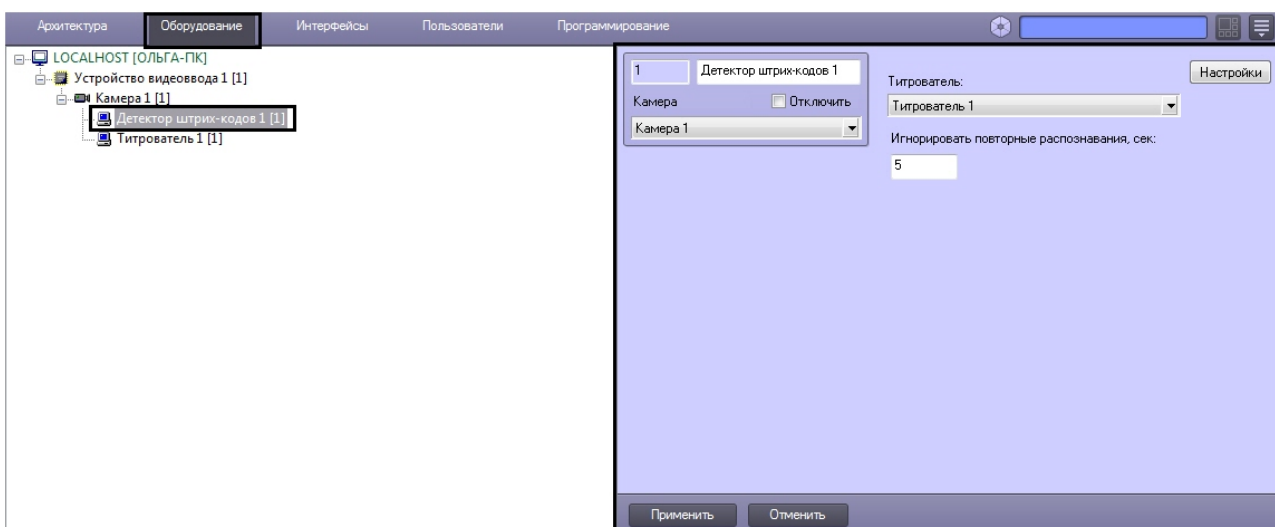 Архитектура Оборудование Интерфейсы Пользователи Программирование
LOCALHOST [ОЛЬГА-ПК]
Устройство видеоввода 1 [1]
Камера 1 [1]
Детектор штрих-кодов 1 [1]
Титрователь 1 [1]
1 Детектор штрих-кодов 1
Камера Отключить
Камера 1
Титрователь:
Настройки
Титрователь 1
Игнорировать повторные распознавания, сек:
5
Применить Отменить